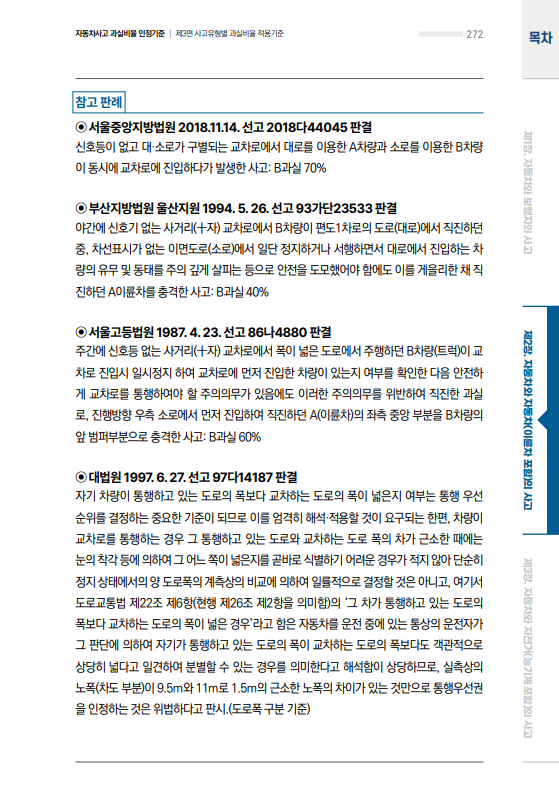 자동차사고 과실비율 인정기준 | 제3편 사고유형별 과실비율 적용기준
272
목차
참고 판례
◉ 서울중앙지방법원 2018.11.14. 선고 2018다44045 판결
신호등이 없고 대·소로가 구별되는 교차로에서 대로를 이용한 A차량과 소로를 이용한 B차량
이 동시에 교차로에 진입하다가 발생한 사고: B과실 70%
◉ 부산지방법원 울산지원 1994. 5. 26. 선고 93가단23533 판결
야간에 신호기 없는 사거리(十자) 교차로에서 B차량이 편도1차로의 도로(대로)에서 직진하던
중, 차선표시가 없는 이면도로(소로)에서 일단 정지하거나 서행하면서 대로에서 진입하는 차
량의 유무 및 동태를 주의 깊게 살피는 등으로 안전을 도모했어야 함에도 이를 게을리한 채 직
진하던 A이륜차를 충격한 사고: B과실 40%
◉ 서울고등법원 1987. 4. 23. 선고 86나4880 판결
주간에 신호등 없는 사거리(十자) 교차로에서 폭이 넓은 도로에서 주행하던 B차량(트럭)이 교
차로 진입시 일시정지 하여 교차로에 먼저 진입한 차량이 있는지 여부를 확인한 다음 안전하
게 교차로를 통행하여야 할 주의의무가 있음에도 이러한 주의의무를 위반하여 직진한 과실
로, 진행방향 우측 소로에서 먼저 진입하여 직진하던 A(이륜차)의 좌측 중앙 부분을 B차량의
앞 범퍼부분으로 충격한 사고: B과실 60%
◉ 대법원 1997. 6. 27. 선고 97다14187 판결
자기 차량이 통행하고 있는 도로의 폭보다 교차하는 도로의 폭이 넓은지 여부는 통행 우선
순위를 결정하는 중요한 기준이 되므로 이를 엄격히 해석·적용할 것이 요구되는 한편, 차량이
교차로를 통행하는 경우 그 통행하고 있는 도로와 교차하는 도로 폭의 차가 근소한 때에는
눈의 착각 등에 의하여 그 어느 쪽이 넓은지를 곧바로 식별하기 어려운 경우가 적지 않아 단순히
정지 상태에서의 양 도로폭의 계측상의 비교에 의하여 일률적으로 결정할 것은 아니고, 여기서
도로교통법 제22조 제6항(현행 제26조 제2항을 의미함)의 '그 차가 통행하고 있는 도로의
폭보다 교차하는 도로의 폭이 넓은 경우'라고 함은 자동차를 운전 중에 있는 통상의 운전자가
그 판단에 의하여 자기가 통행하고 있는 도로의 폭이 교차하는 도로의 폭보다도 객관적으로
상당히 넓다고 일견하여 분별할 수 있는 경우를 의미한다고 해석함이 상당하므로, 실측상의
노폭(차도 부분)이 9.5m와 11m로 1.5m의 근소한 노폭의 차이가 있는 것만으로 통행우선권
을 인정하는 것은 위법하다고 판시.(도로폭 구분 기준)
제1장. 자동차와 보행자의 사고
제2장. 자동차와 자동차(이륜차 포함)의 사고
제3장. 자동차와 자전거(농기계 포함)의 사고